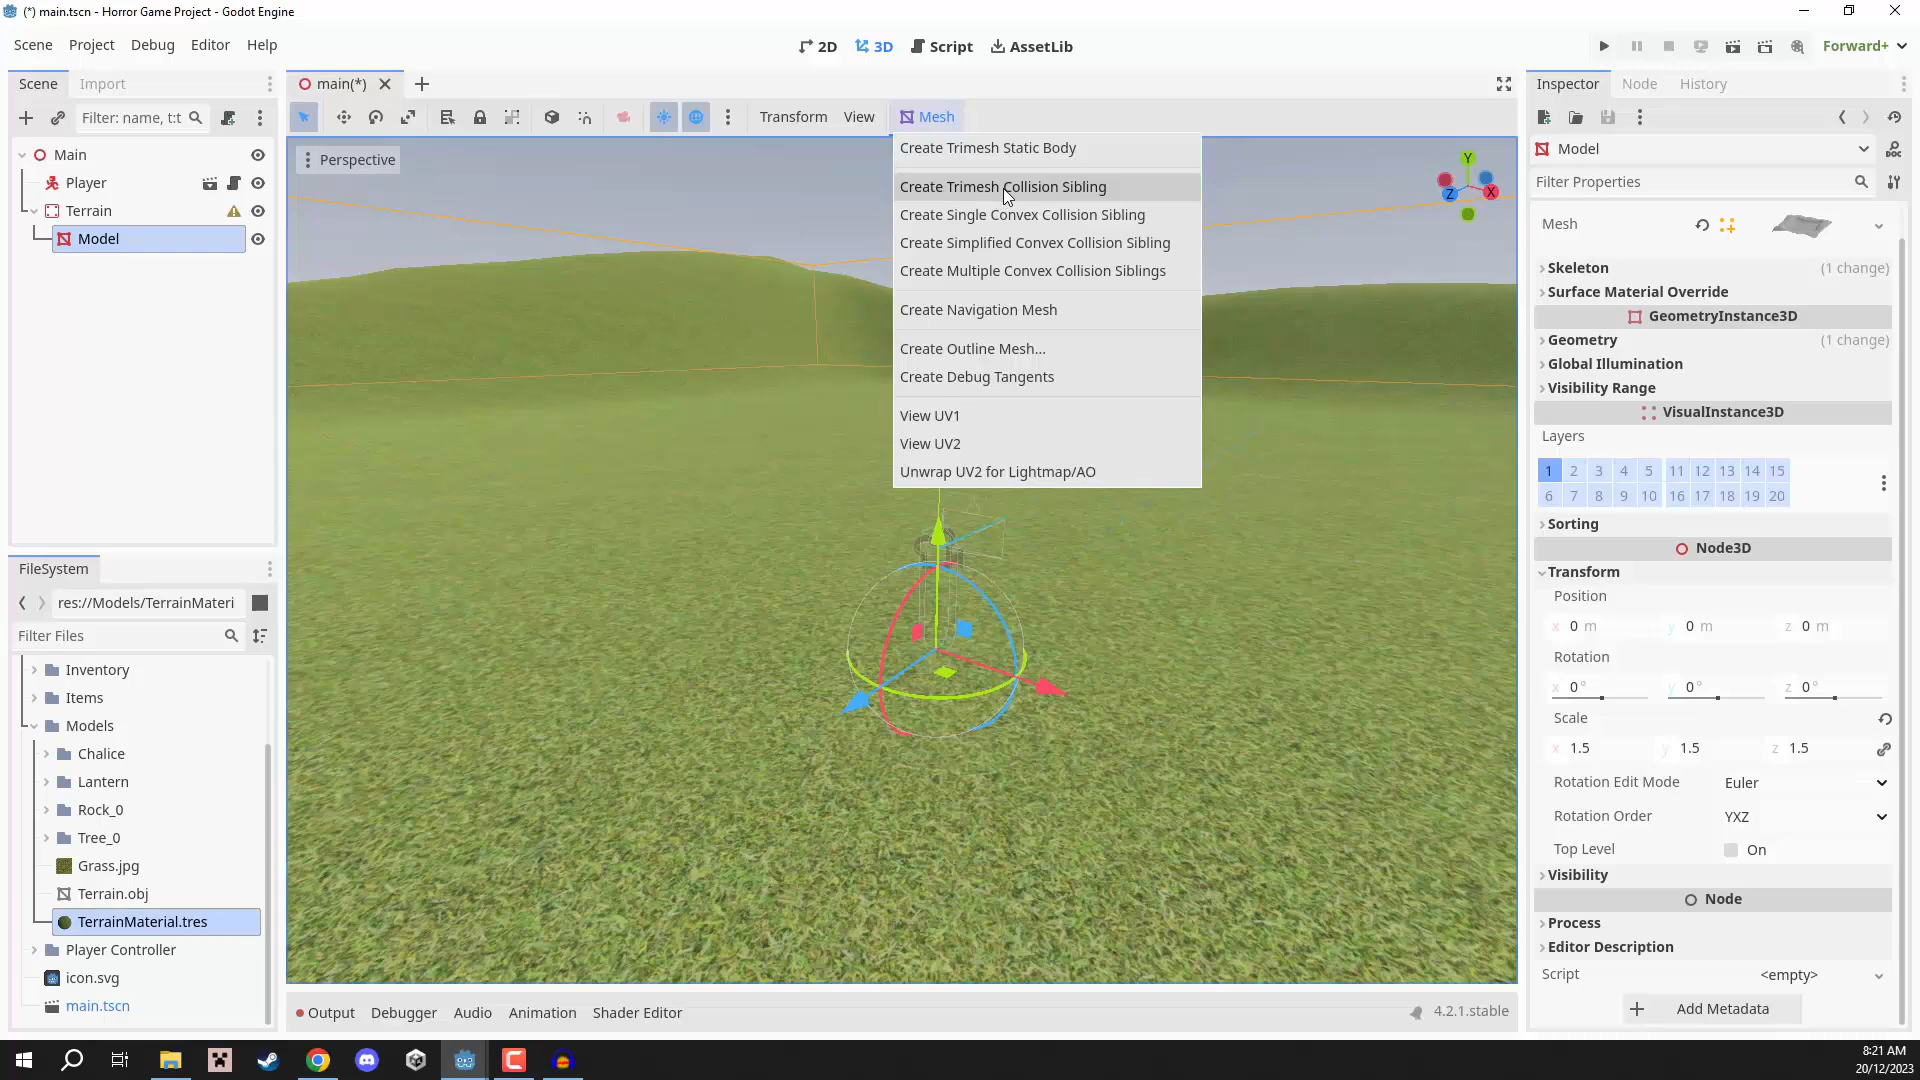 (*) main.tscn - Horror Game Project - Godot Engine
Scene Project Debug Editor Help
2D 3D Script AssetLib
Forward+
Scene Import
main(*)
Inspector Node History
Filter: name, t:t
Transform View Mesh
Main
Player
Terrain
Model
Perspective
Create Trimesh Static Body
Create Trimesh Collision Sibling
Create Single Convex Collision Sibling
Create Simplified Convex Collision Sibling
Create Multiple Convex Collision Siblings
Create Navigation Mesh
Create Outline Mesh...
Create Debug Tangents
View UV1
View UV2
Unwrap UV2 for Lightmap/AO
Y
Z
X
Model
Filter Properties
Mesh
Skeleton (1 change)
Surface Material Override
GeometryInstance3D
Geometry (1 change)
Global Illumination
Visibility Range
VisualInstance3D
Layers
1 2 3 4 5 11 12 13 14 15
6 7 8 9 10 16 17 18 19 20
Sorting
Node3D
Transform
Position
x 0 m y 0 m z 0 m
Rotation
x 0° y 0° z 0°
Scale
x 1.5 y 1.5 z 1.5
Rotation Edit Mode Euler
Rotation Order YXZ
Top Level On
Visibility
Node
Process
Editor Description
Script <empty>
Add Metadata
FileSystem
res://Models/TerrainMateri
Filter Files
Inventory
Items
Models
Chalice
Lantern
Rock_0
Tree_0
Grass.jpg
Terrain.obj
TerrainMaterial.tres
Player Controller
icon.svg
main.tscn
Output Debugger Audio Animation Shader Editor
4.2.1.stable
8:21 AM
20/12/2023